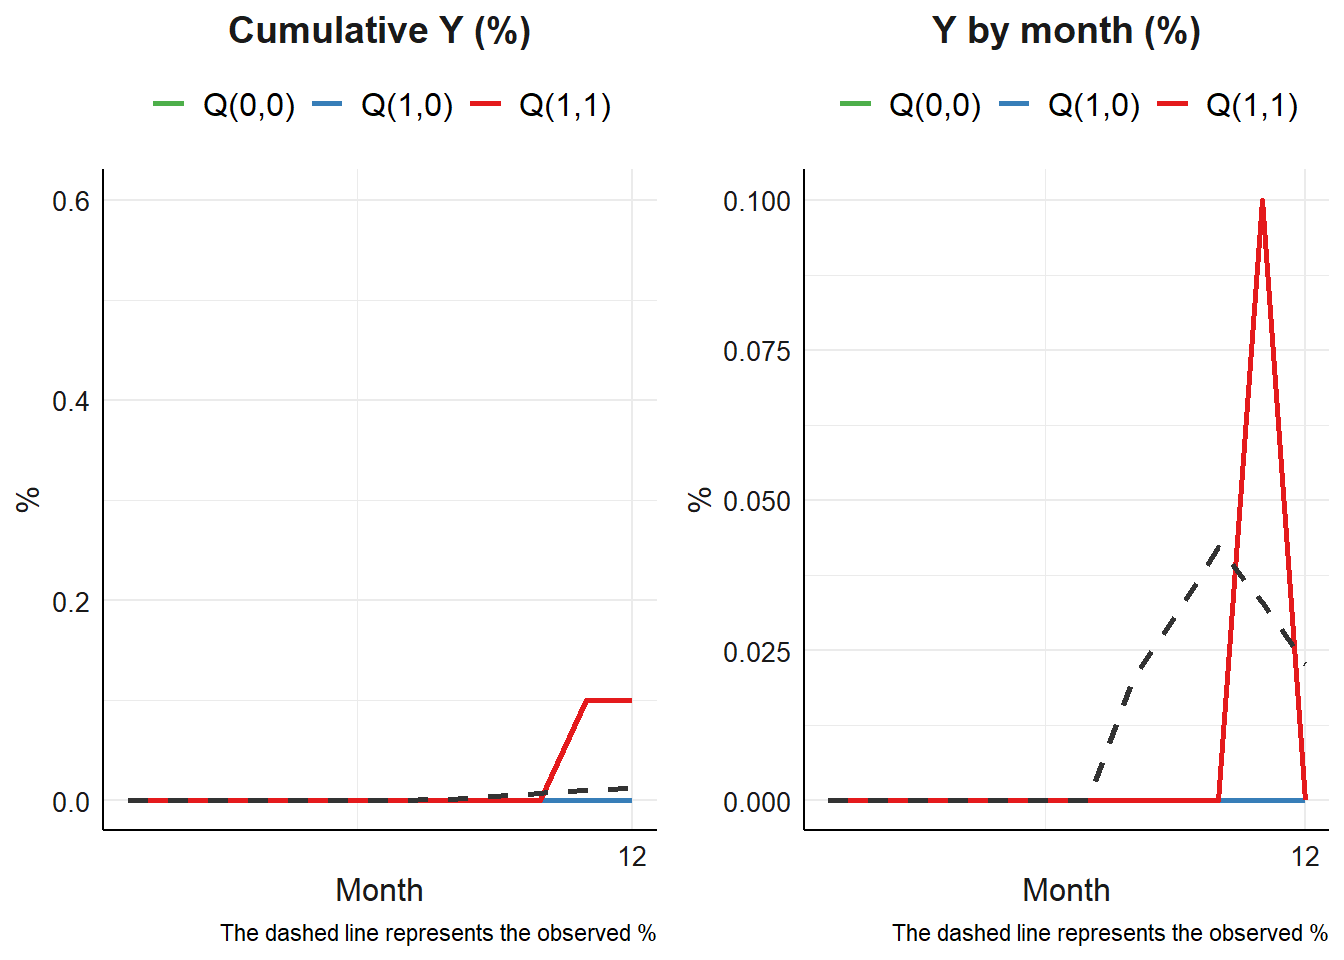 Cumulative Y (%)
Q(0,0) Q(1,0) Q(1,1)
0.6
0.4
0.2
0.0
%
12
Month
The dashed line represents the observed %
Y by month (%)
Q(0,0) Q(1,0) Q(1,1)
0.100
0.075
0.050
0.025
0.000
%
12
Month
The dashed line represents the observed %